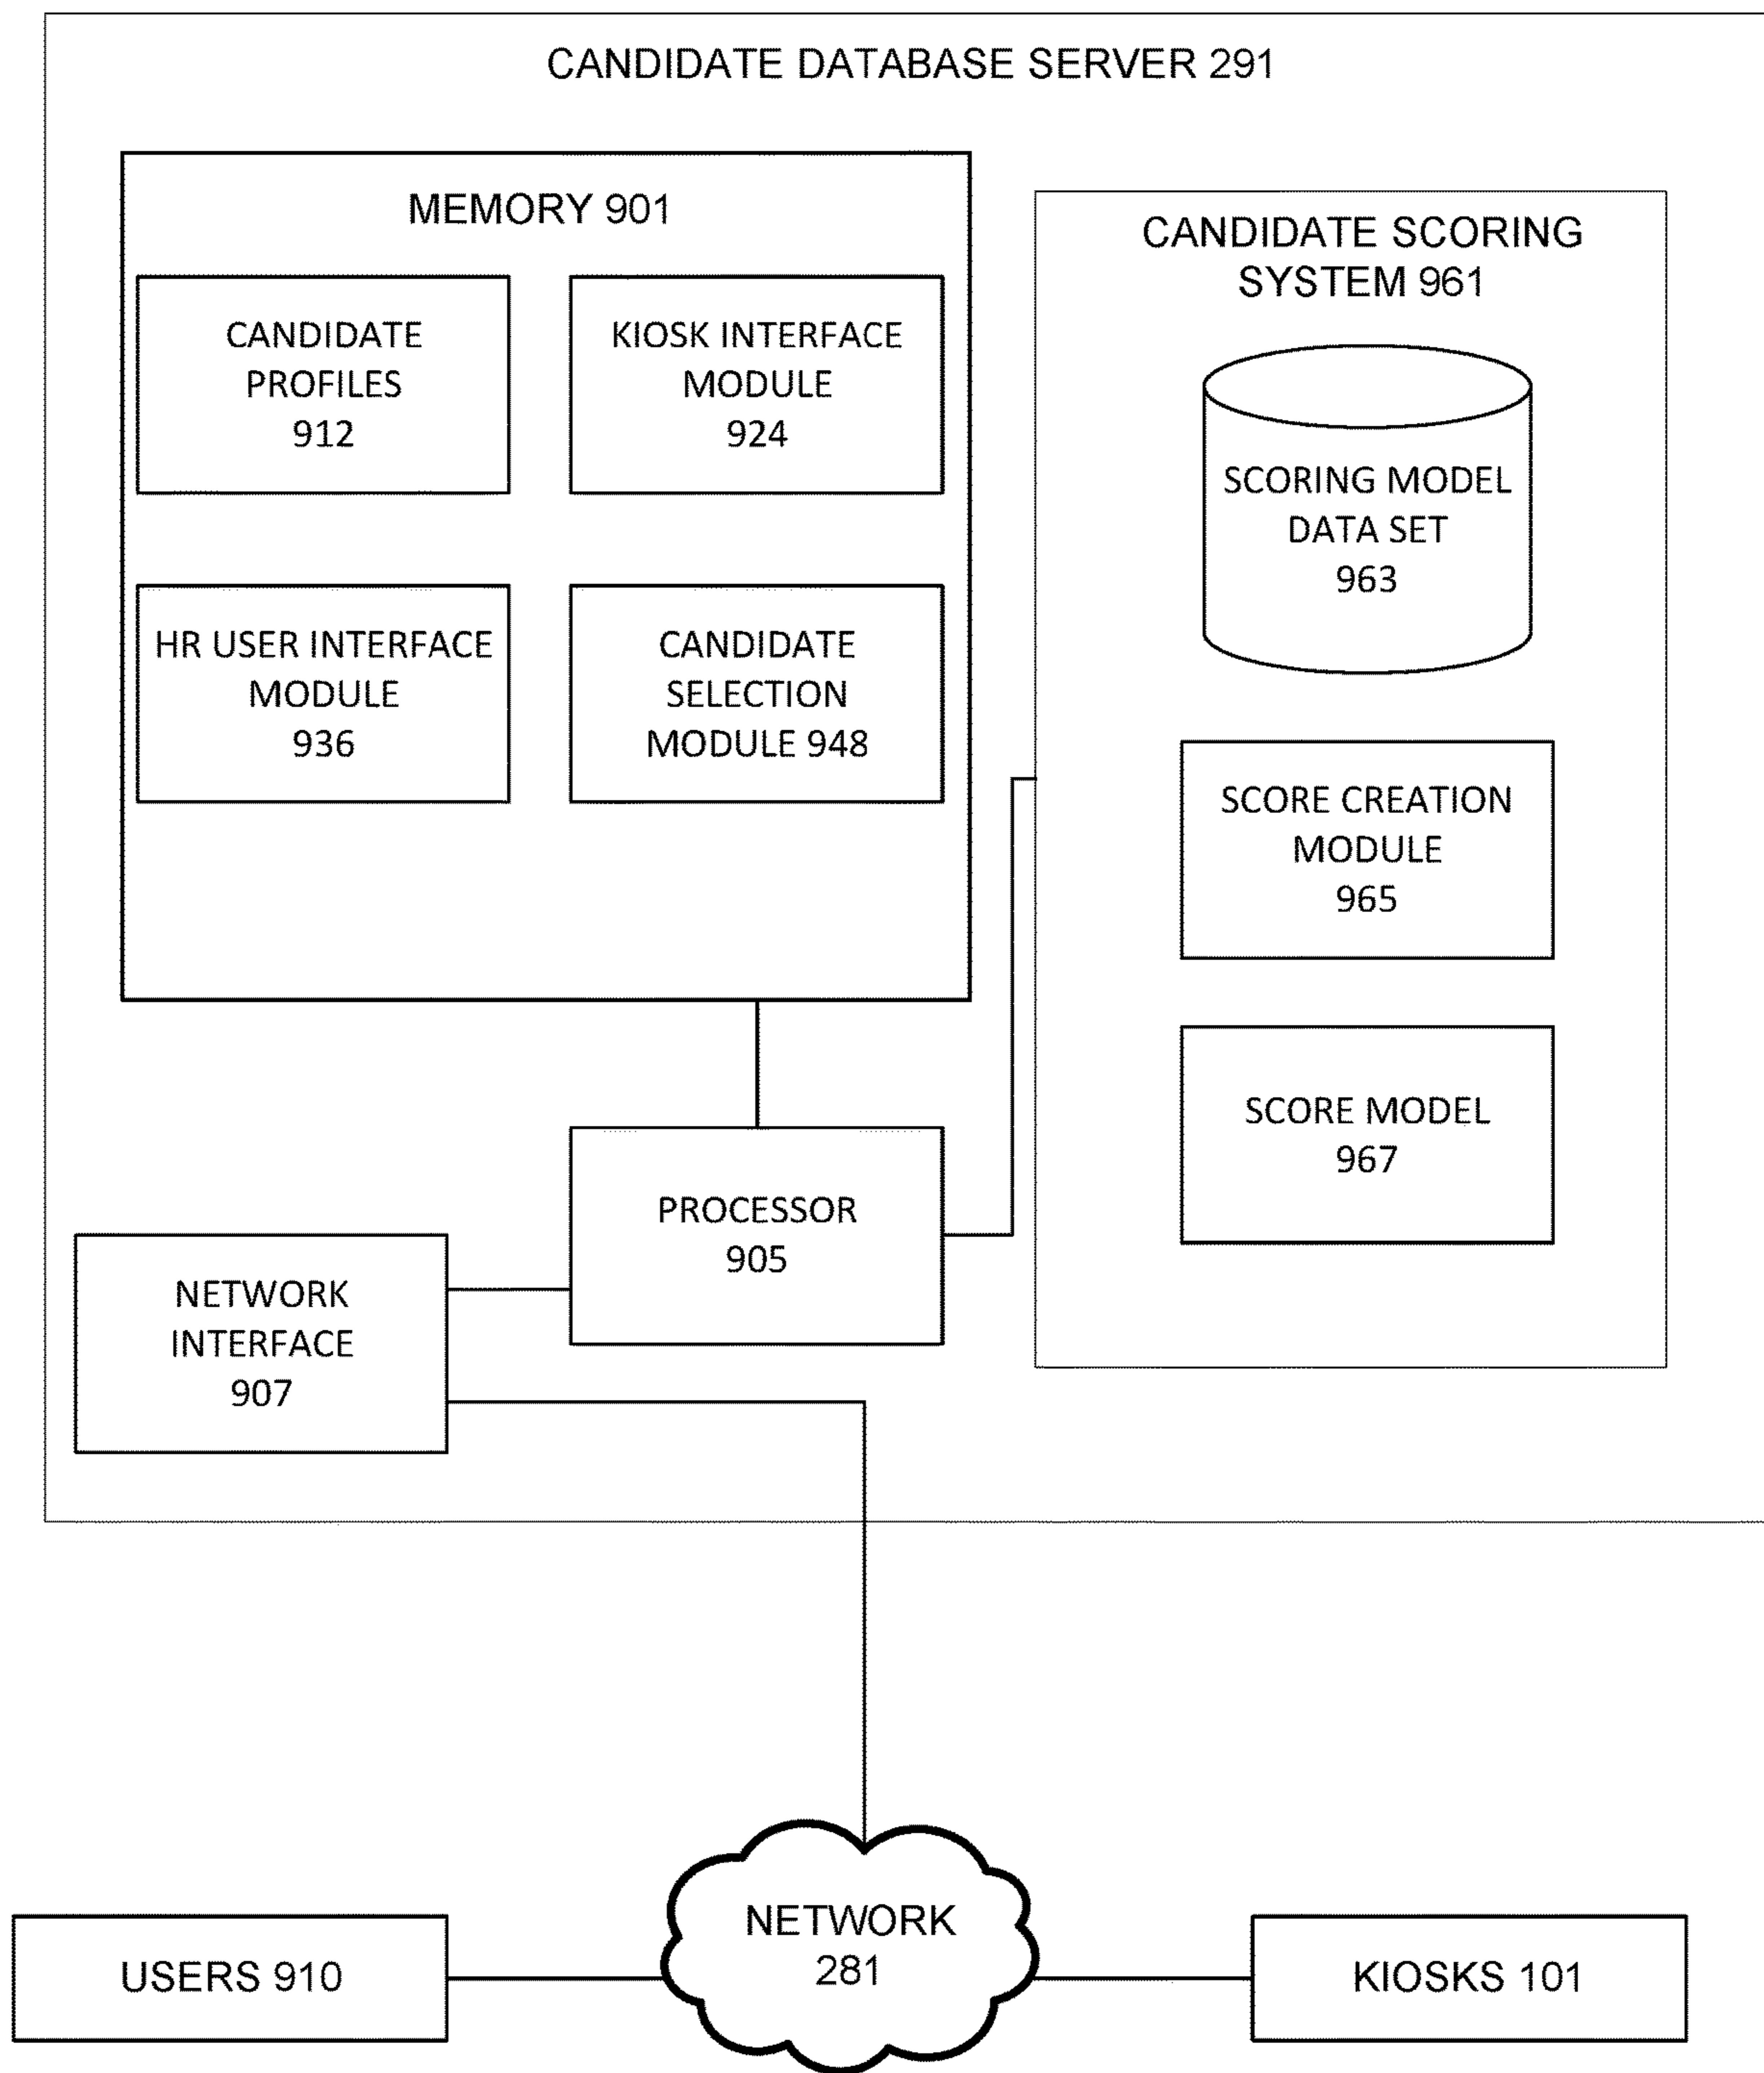 CANDIDATE DATABASE SERVER 291
MEMORY 901
CANDIDATE
PROFILES
912
KIOSK INTERFACE
MODULE
924
HR USER INTERFACE
MODULE
936
CANDIDATE
SELECTION
MODULE 948
CANDIDATE SCORING
SYSTEM 961
SCORING MODEL
DATA SET
963
SCORE CREATION
MODULE
965
SCORE MODEL
967
PROCESSOR
905
NETWORK
INTERFACE
907
NETWORK
281
USERS 910
KIOSKS 101